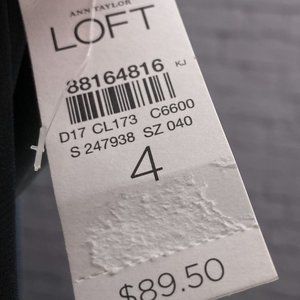 ANN TAYLOR
LOFT
88164816 KJ
D17 CL173 C6600
S 247938 SZ 040
4
$89.50